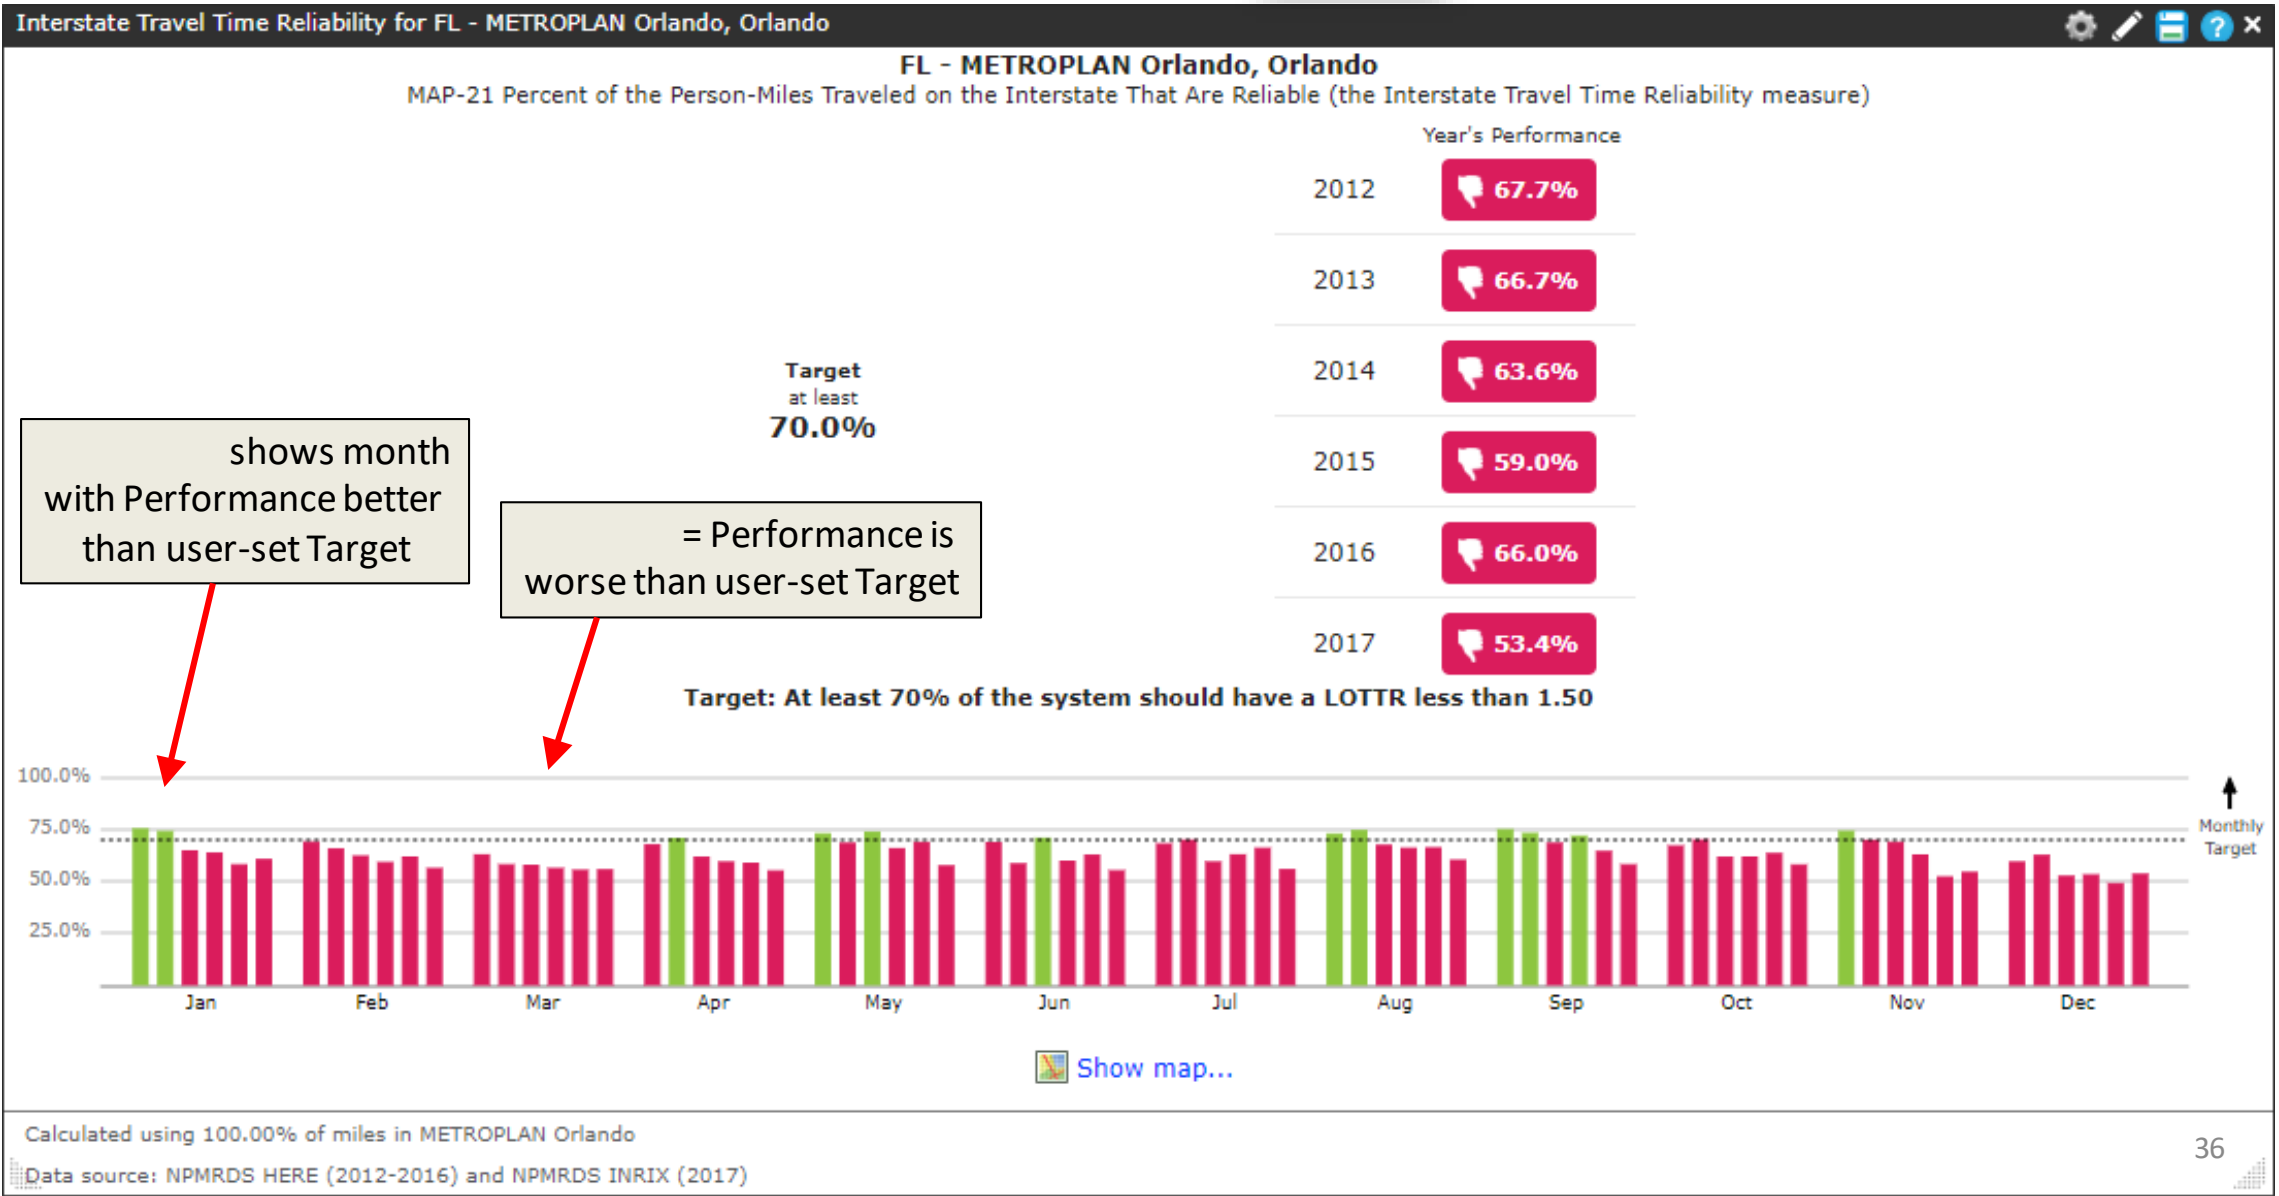 Interstate Travel Time Reliability for FL - METROPLAN Orlando, Orlando
FL - METROPLAN Orlando, Orlando
MAP-21 Percent of the Person-Miles Traveled on the Interstate That Are Reliable (the Interstate Travel Time Reliability measure)
Year's Performance
2012 67.7%
2013 66.7%
2014 63.6%
2015 59.0%
2016 66.0%
2017 53.4%
Target
at least
70.0%
shows month
with Performance better
than user-set Target
= Performance is
worse than user-set Target
Target: At least 70% of the system should have a LOTTR less than 1.50
100.0%
75.0%
50.0%
25.0%
Monthly
Target
Jan Feb Mar Apr May Jun Jul Aug Sep Oct Nov Dec
Show map...
Calculated using 100.00% of miles in METROPLAN Orlando
Data source: NPMRDS HERE (2012-2016) and NPMRDS INRIX (2017)
36